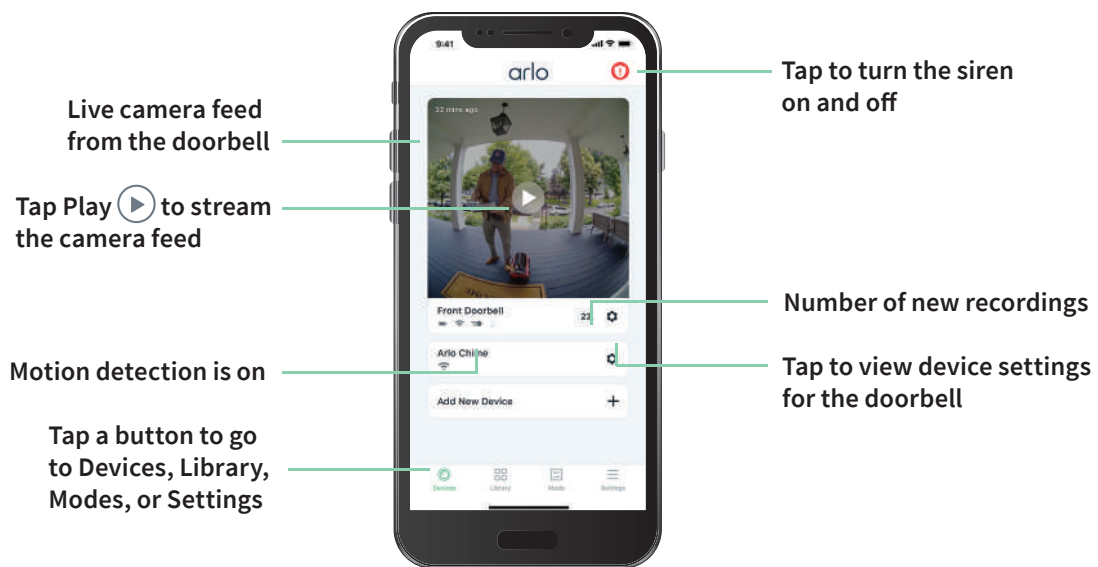 9:41
arlo
Tap to turn the siren
on and off
Live camera feed
from the doorbell
22 mins ago
Tap Play to stream
the camera feed
Front Doorbell
22
Number of new recordings
Arlo Chime
Motion detection is on
Tap to view device settings
for the doorbell
Add New Device
Tap a button to go
to Devices, Library,
Modes, or Settings
Devices
Library
Mode
Settings